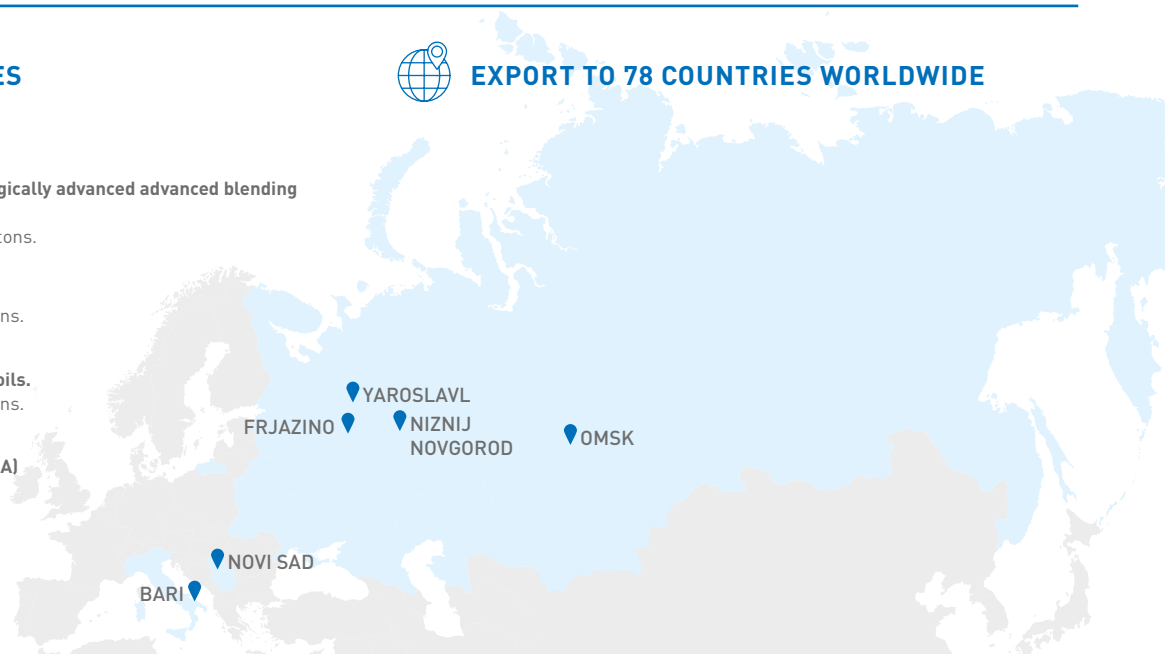 ES
EXPORT TO 78 COUNTRIES WORLDWIDE
gically advanced advanced blending
tons.
ns.
oils.
ns.
A)
YAROSLAVL
FRJAZINO
NIZNIJ
NOVGOROD
OMSK
NOVI SAD
BARI